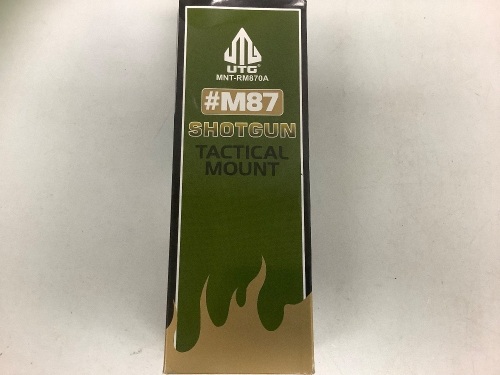 UTG®
MNT-RM870A
#M87
SHOTGUN
TACTICAL
MOUNT